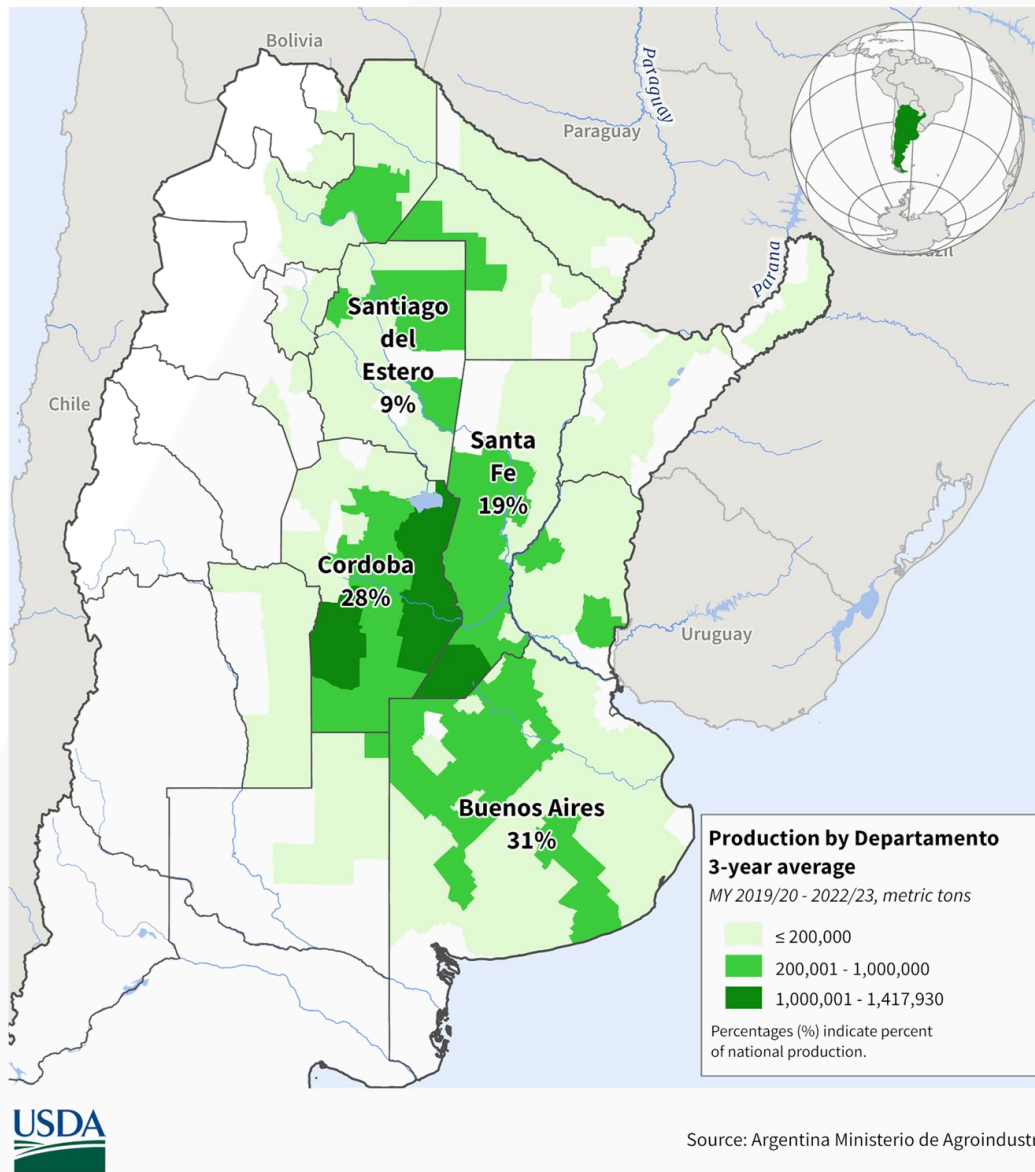 Bolivia
Paraguay
Paraguay
Parana
Santiago
del
Estero
9%
Chile
Santa
Fe
19%
Cordoba
28%
Uruguay
Buenos Aires
31%
Production by Departamento
3-year average
MY 2019/20 - 2022/23, metric tons
≤ 200,000
200,001 - 1,000,000
1,000,001 - 1,417,930
Percentages (%) indicate percent
of national production.
USDA
Source: Argentina Ministerio de Agroindustr